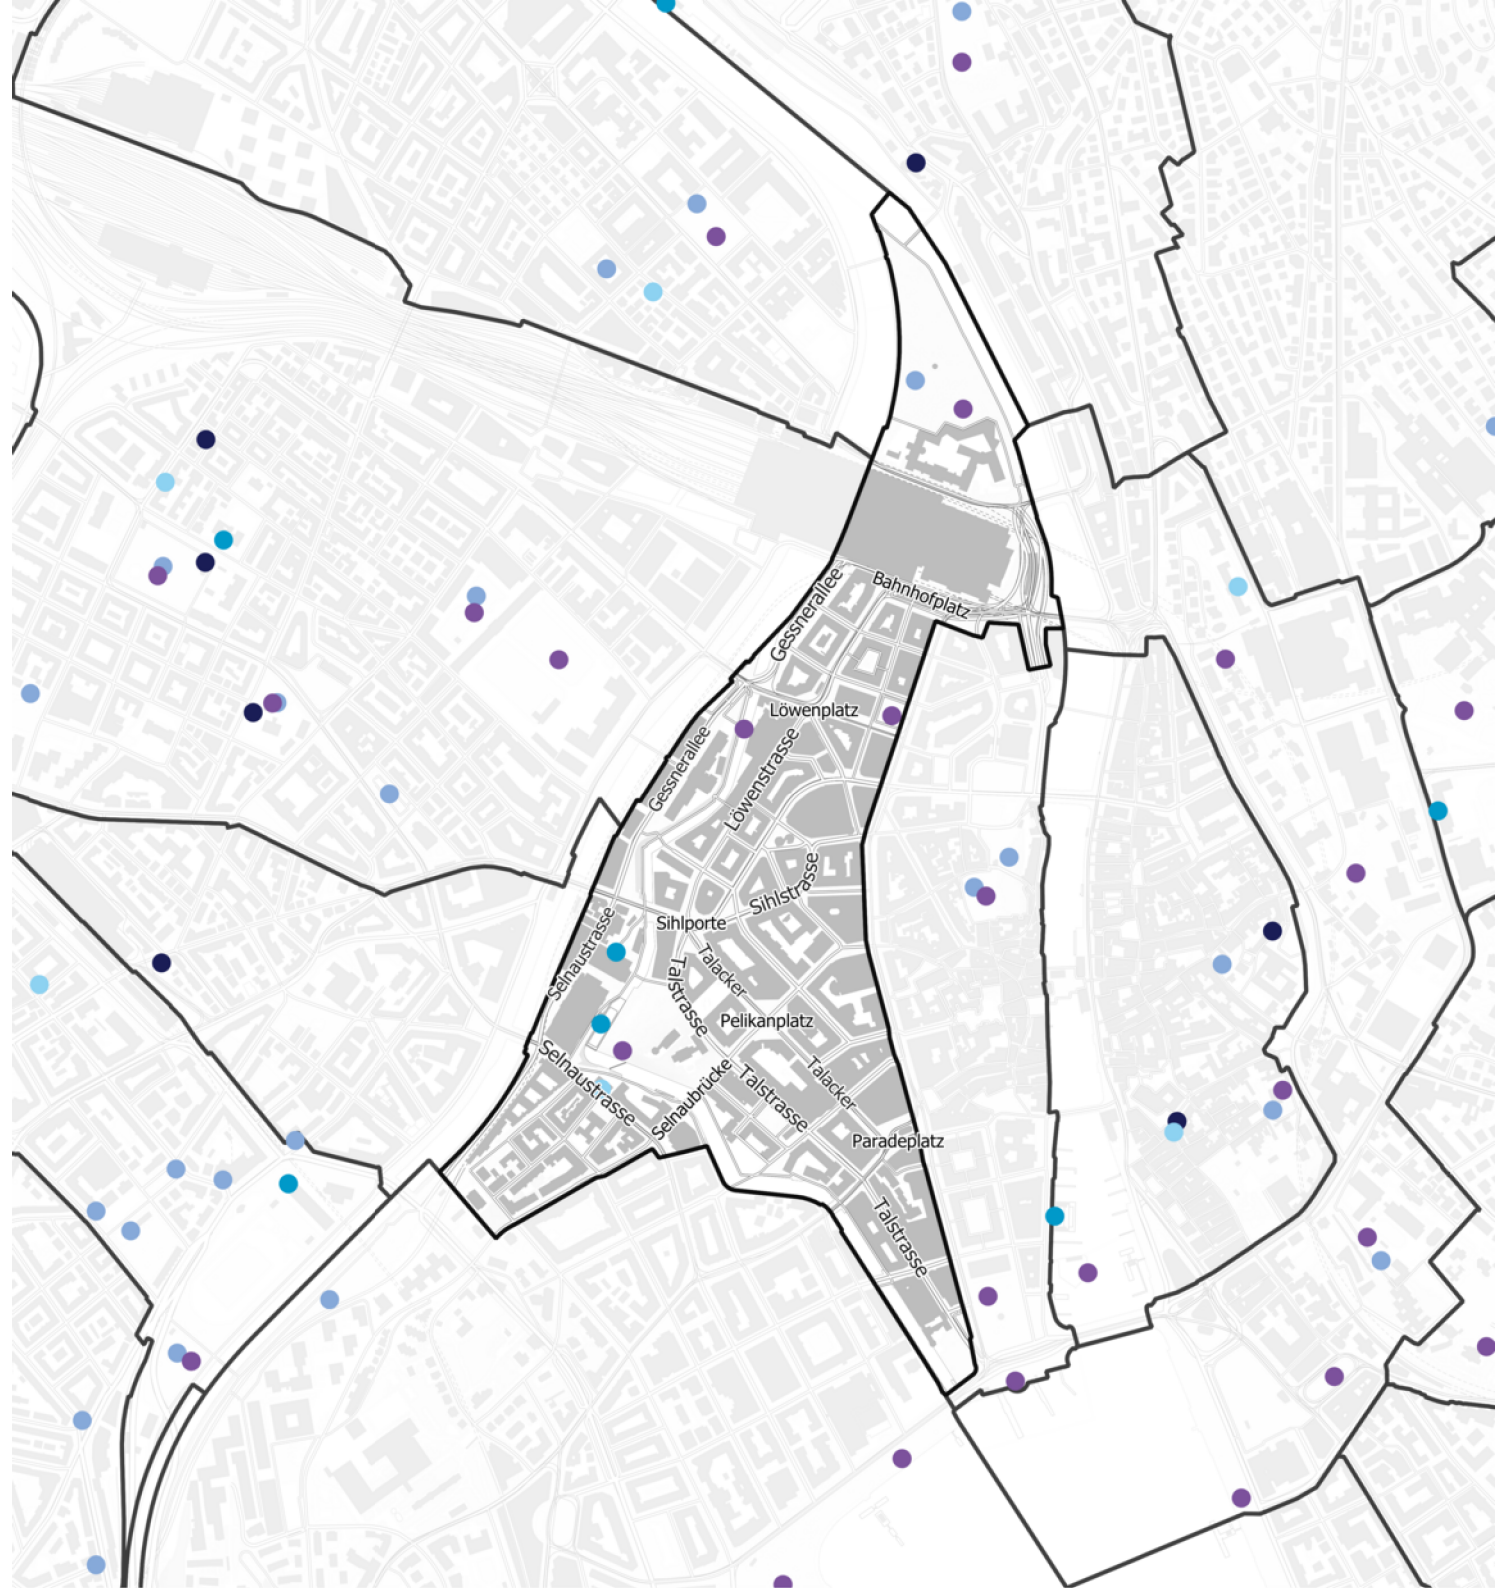 Bahnhofplatz
Gessnerallee
Löwenplatz
Gessnerallee
Löwenstrasse
Sihlstrasse
Sihlporte
Selnaustrasse
Talacker
Talstrasse
Pelikanplatz
Selnaustrasse
Selnaubrücke
Talstrasse
Talacker
Paradeplatz
Talstrasse